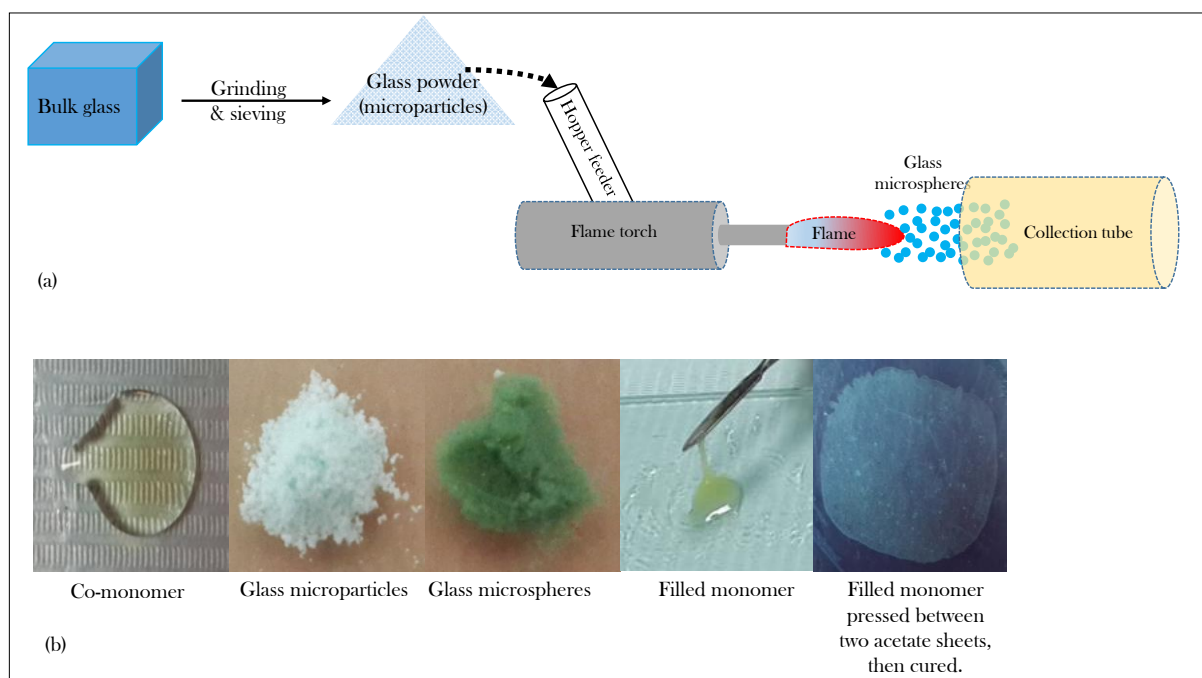 Bulk glass
Grinding
& sieving
Glass powder
(microparticles)
Hopper feeder
Glass
microspheres
Flame torch
Flame
Collection tube
(a)
Co-monomer
Glass microparticles
Glass microspheres
Filled monomer
Filled monomer
pressed between
two acetate sheets,
then cured.
(b)